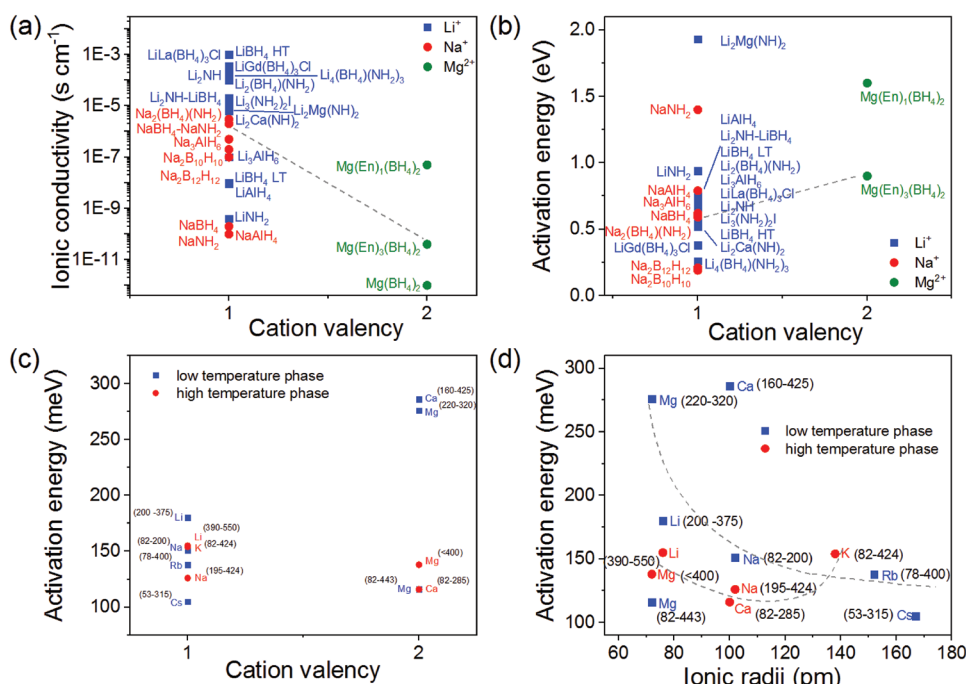 (a)
Li⁺
Na⁺
Mg²⁺
Ionic conductivity (s cm⁻¹)
1E-3
1E-5
1E-7
1E-9
1E-11
LiLa(BH₄)₃Cl
LiBH₄ HT
LiGd(BH₄)₃Cl
Li₂NH
Li₄(BH₄)(NH₂)₃
Li₂(BH₄)(NH₂)
Li₂NH-LiBH₄
Li₃(NH₂)₂I
Li₂Mg(NH)₂
Na₂(BH₄)(NH₂)
Li₂Ca(NH)₂
NaBH₄-NaNH₂
Na₃AlH₆
Li₃AlH₆
Na₂B₁₀H₁₀
Mg(En)₁(BH₄)₂
Na₂B₁₂H₁₂
LiBH₄ LT
LiAlH₄
LiNH₂
NaBH₄
NaNH₂
NaAlH₄
Mg(En)₃(BH₄)₂
Mg(BH₄)₂
1
2
Cation valency
(b)
Activation energy (eV)
2.0
1.5
1.0
0.5
0.0
Li₂Mg(NH)₂
Mg(En)₁(BH₄)₂
NaNH₂
LiAlH₄
Li₂NH-LiBH₄
LiBH₄ LT
LiNH₂
Li₂(BH₄)(NH₂)
Li₃AlH₆
NaAlH₄
LiLa(BH₄)₃Cl
Mg(En)₃(BH₄)₂
Na₃AlH₆
Li₂NH
NaBH₄
Li₃(NH₂)₂I
Na₂(BH₄)(NH₂)
LiBH₄ HT
LiGd(BH₄)₃Cl
Li₂Ca(NH)₂
Na₂B₁₂H₁₂
Li₄(BH₄)(NH₂)₃
Na₂B₁₀H₁₀
Li⁺
Na⁺
Mg²⁺
1
2
Cation valency
(c)
low temperature phase
high temperature phase
Activation energy (meV)
300
250
200
150
100
(160-425)
Ca
(220-320)
Mg
(200 -375)
Li
(390-550)
Li
(82-200)
Na
K
(82-424)
(78-400)
Rb
Na
(195-424)
(53-315)
Cs
(<400)
Mg
(82-443)
Mg
Ca
(82-285)
1
2
Cation valency
(d)
Activation energy (meV)
300
250
200
150
100
Ca (160-425)
Mg (220-320)
low temperature phase
high temperature phase
Li (200 -375)
Li
(390-550)
Mg (<400)
Na (82-200)
K (82-424)
Na (195-424)
Rb (78-400)
Mg
(82-443)
Ca
(82-285)
(53-315) Cs
60
80
100
120
140
160
180
Ionic radii (pm)